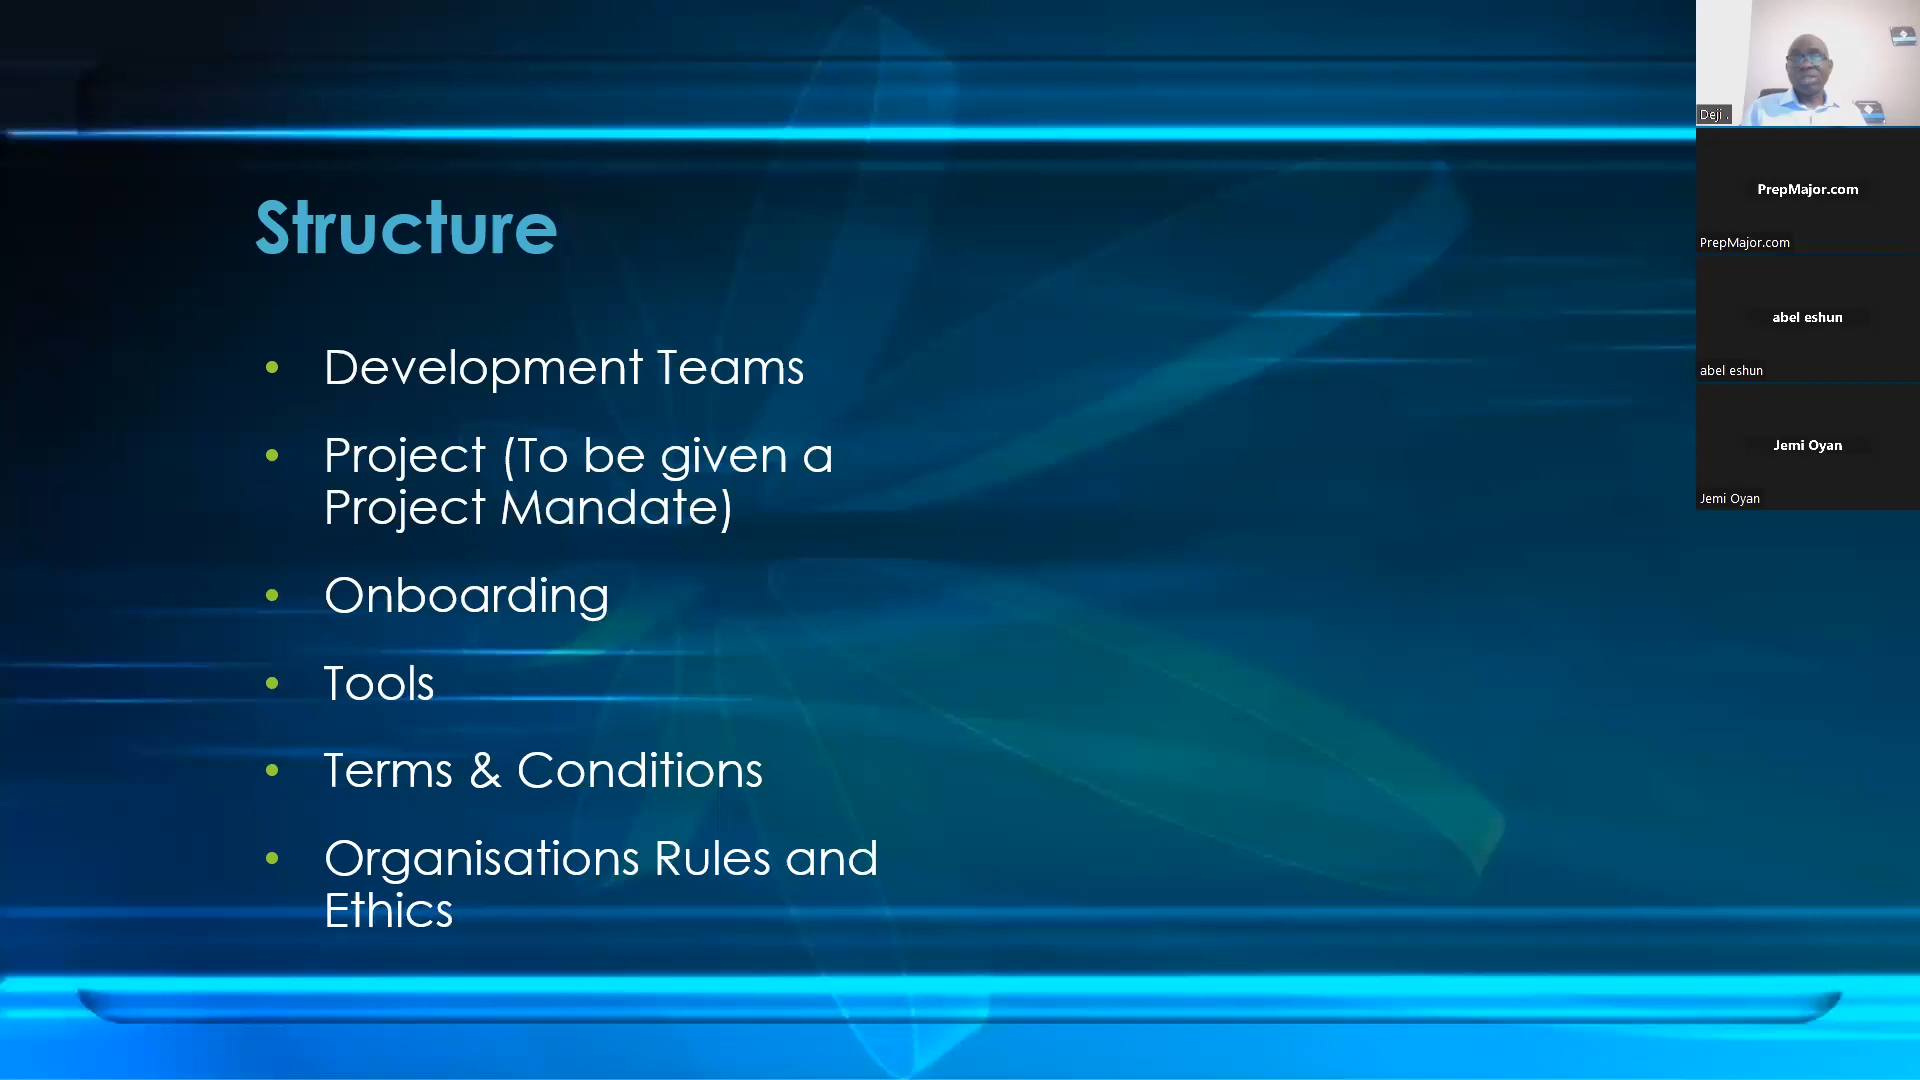 Structure
• Development Teams
• Project (To be given a
Project Mandate)
• Onboarding
• Tools
• Terms & Conditions
• Organisations Rules and
Ethics
Deji .
PrepMajor.com
PrepMajor.com
abel eshun
abel eshun
Jemi Oyan
Jemi Oyan